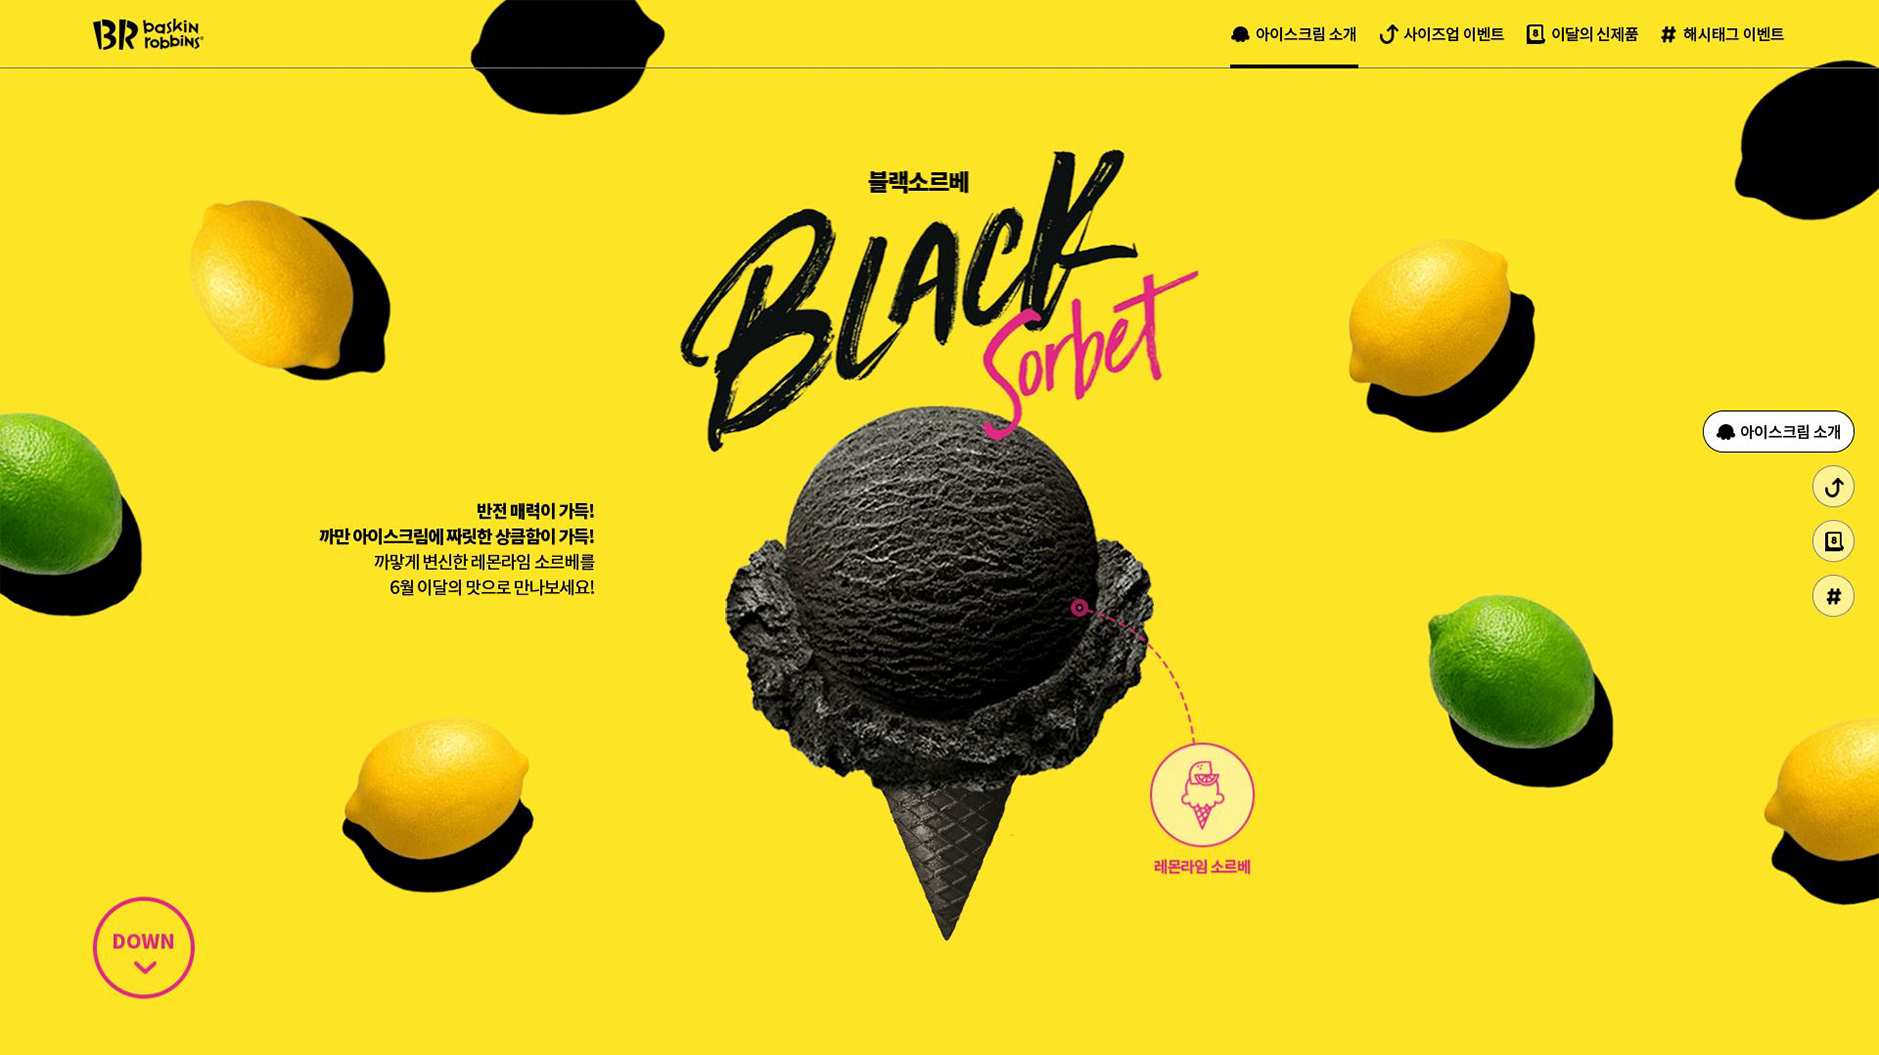 BR baskin robbins
아이스크림 소개
사이즈업 이벤트
8 이달의 신제품
# 해시태그 이벤트
블랙소르베
BLACK
Sorbet
아이스크림 소개
8
#
반전 매력이 가득!
까만 아이스크림에 짜릿한 상큼함이 가득!
까맣게 변신한 레몬라임 소르베를
6월 이달의 맛으로 만나보세요!
레몬라임 소르베
DOWN